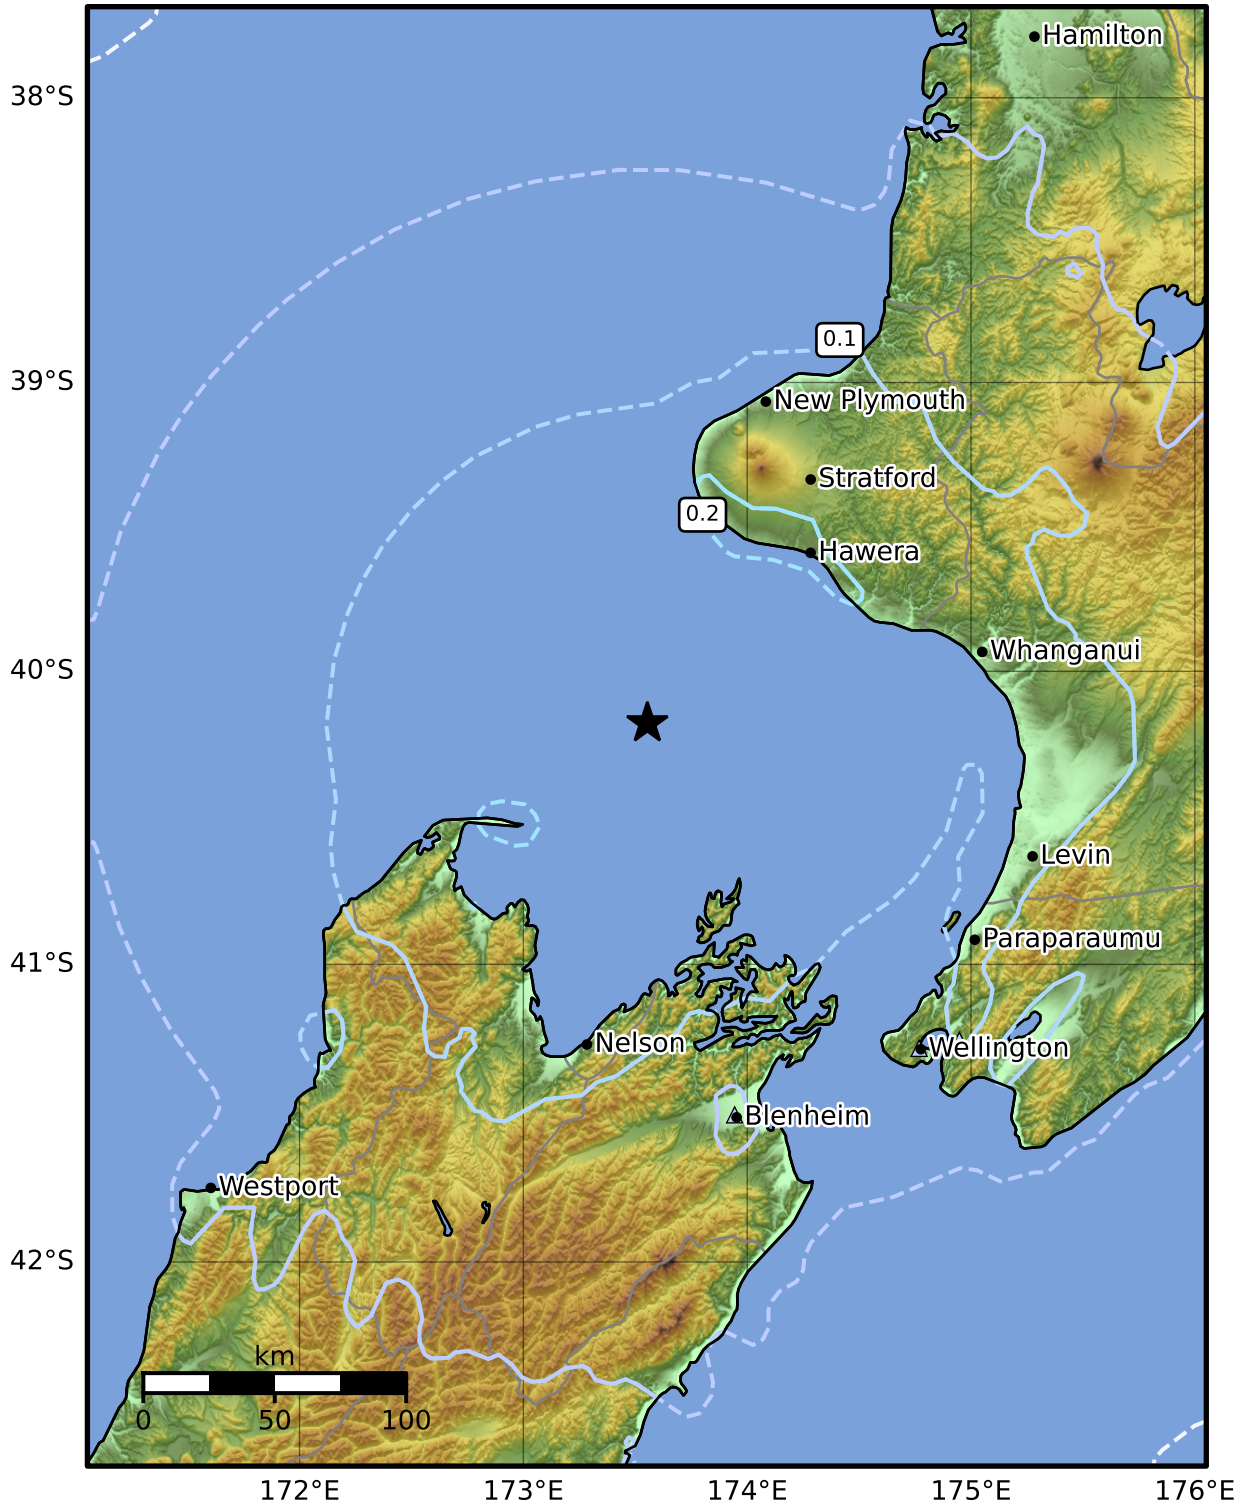 Hamilton
38°S
0.1
39°S
New Plymouth
Stratford
0.2
Hawera
Whanganui
40°S
Levin
Paraparaumu
41°S
Nelson
Wellington
Blenheim
Westport
42°S
km
0 50 100
172°E 173°E 174°E 175°E 176°E